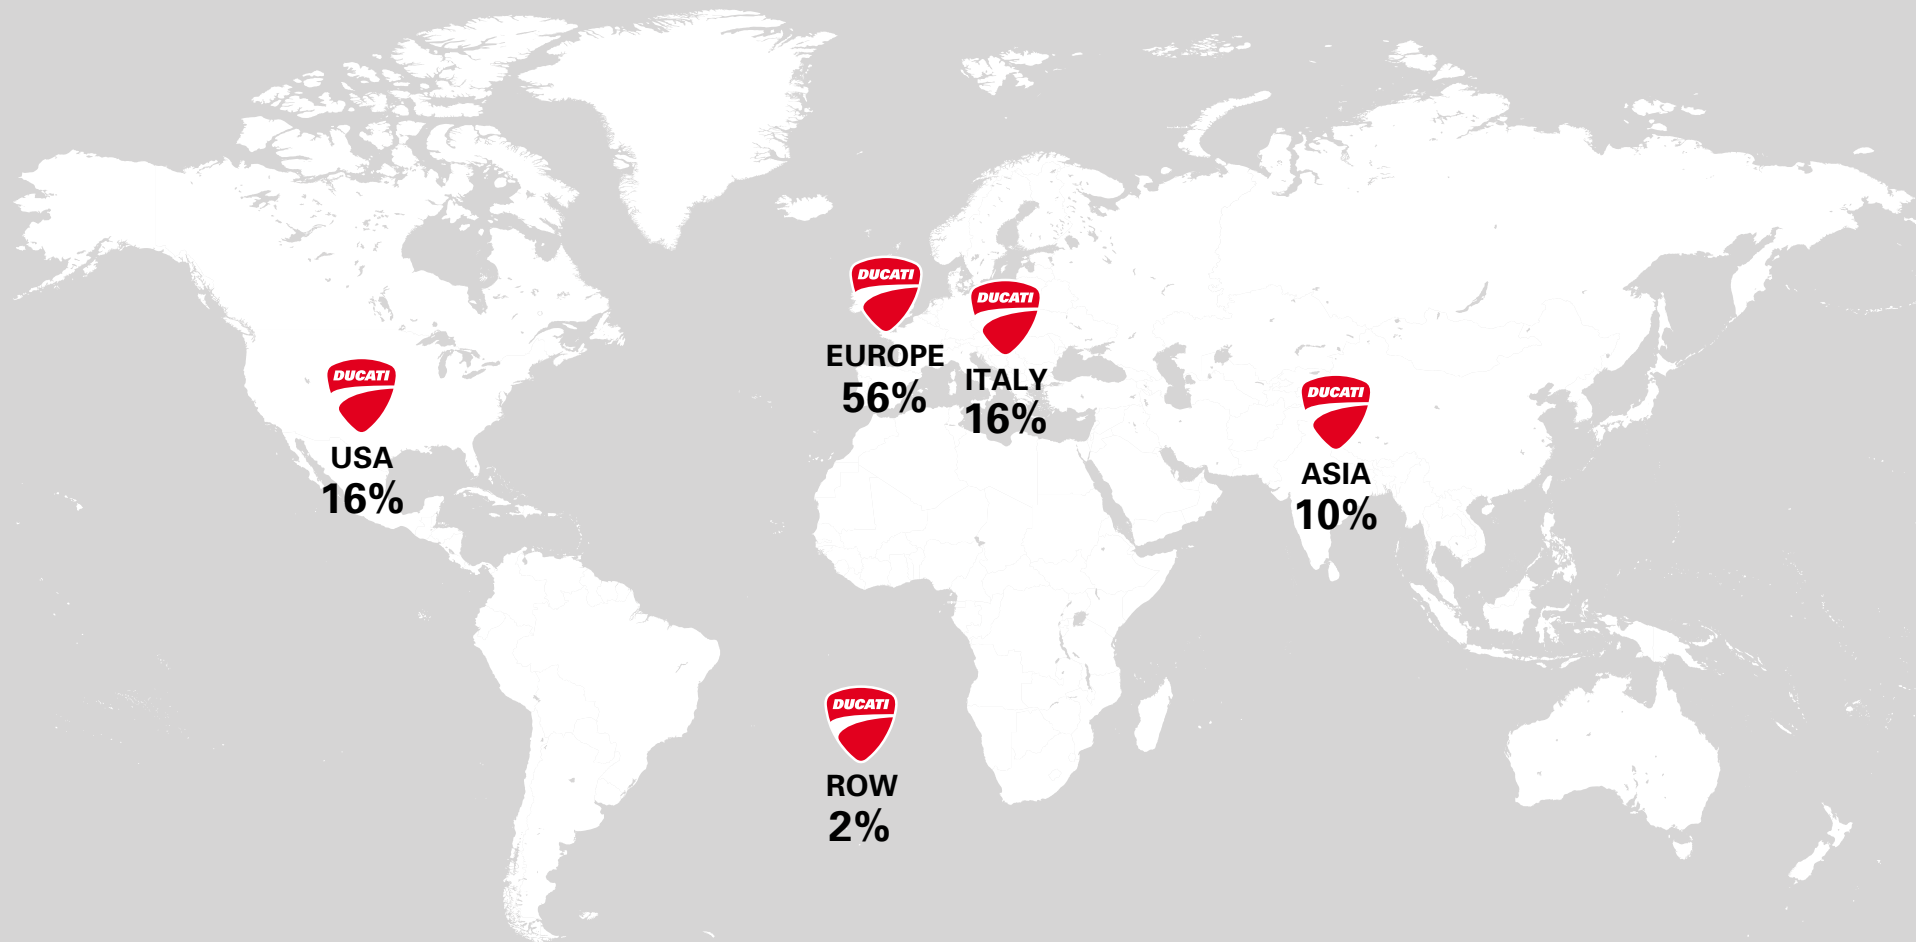 DUCATI
EUROPE
56%
DUCATI
ITALY
16%
DUCATI
USA
16%
DUCATI
ASIA
10%
DUCATI
ROW
2%